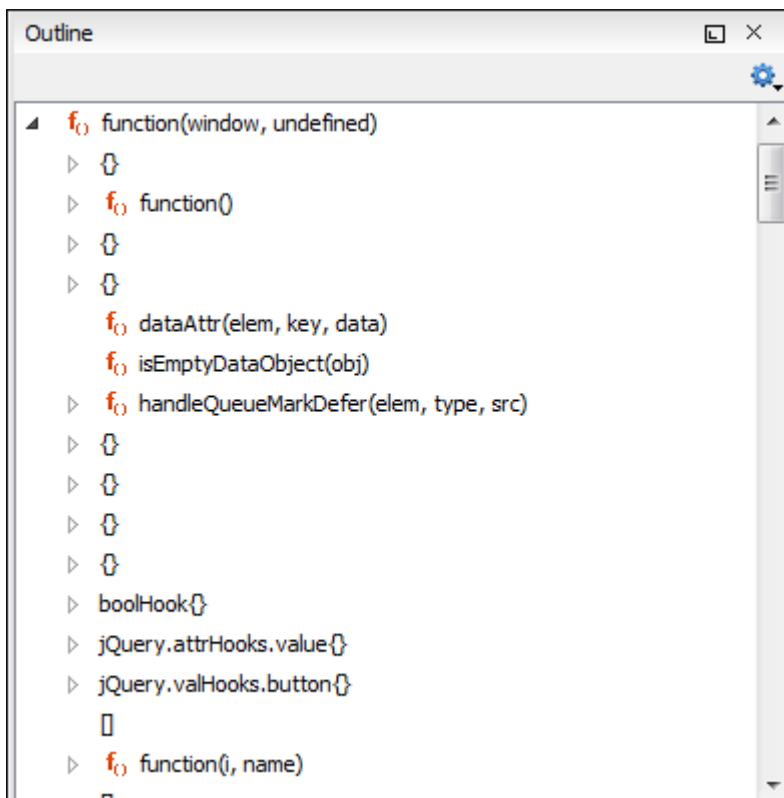 Outline
f() function(window, undefined)
{}
f() function()
{}
{}
f() dataAttr(elem, key, data)
f() isEmptyDataObject(obj)
f() handleQueueMarkDefer(elem, type, src)
{}
{}
{}
{}
boolHook{}
jQuery.attrHooks.value{}
jQuery.valHooks.button{}
[]
f() function(i, name)